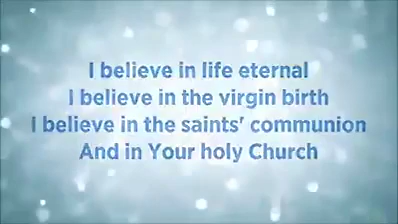 I believe in life eternal
I believe in the virgin birth
I believe in the saints' communion
And in Your holy Church